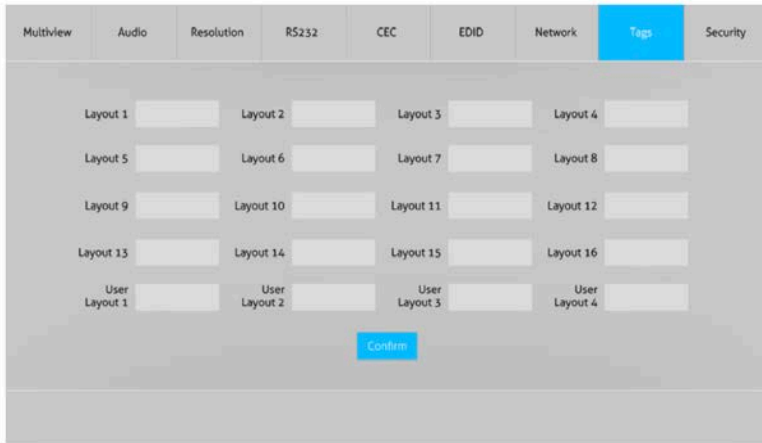 Multiview Audio Resolution RS232 CEC EDID Network Tags Security
Layout 1 Layout 2 Layout 3 Layout 4
Layout 5 Layout 6 Layout 7 Layout 8
Layout 9 Layout 10 Layout 11 Layout 12
Layout 13 Layout 14 Layout 15 Layout 16
User User User User
Layout 1 Layout 2 Layout 3 Layout 4
Confirm